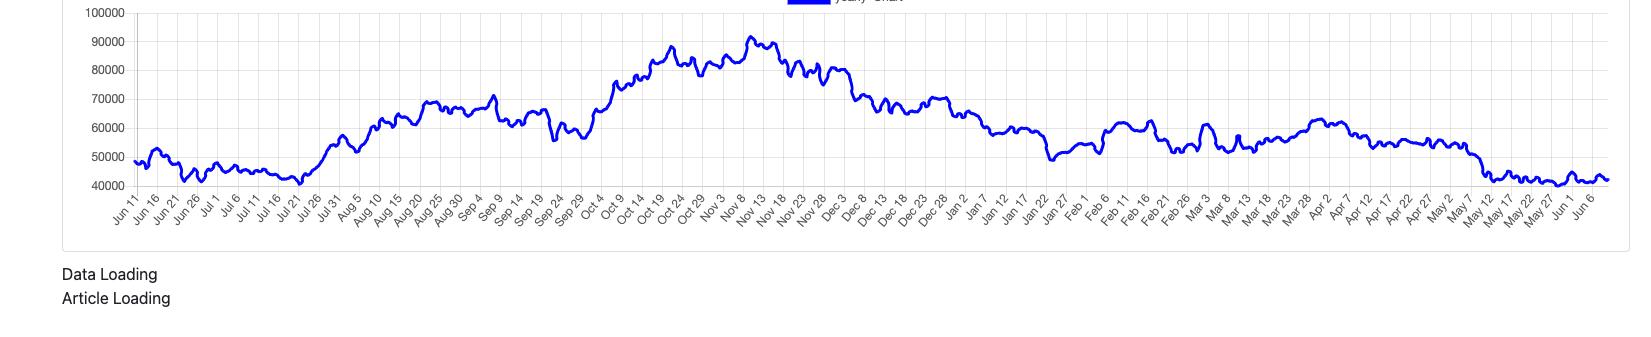 100000
90000
80000
70000
60000
50000
40000
Jun 11
Jun 16
Jun 21
Jun 26
Jul 1
Jul 6
Jul 11
Jul 16
Jul 21
Jul 26
Jul 31
Aug 5
Aug 10
Aug 15
Aug 20
Aug 25
Aug 30
Sep 4
Sep 9
Sep 14
Sep 19
Sep 24
Sep 29
Oct 4
Oct 9
Oct 14
Oct 19
Oct 24
Oct 29
Nov 3
Nov 8
Nov 13
Nov 18
Nov 23
Nov 28
Dec 3
Dec 8
Dec 13
Dec 18
Dec 23
Dec 28
Jan 2
Jan 7
Jan 12
Jan 17
Jan 22
Jan 27
Feb 1
Feb 6
Feb 11
Feb 16
Feb 21
Feb 26
Mar 3
Mar 8
Mar 13
Mar 18
Mar 23
Mar 28
Apr 2
Apr 7
Apr 12
Apr 17
Apr 22
Apr 27
May 2
May 7
May 12
May 17
May 22
May 27
Jun 1
Jun 6
Data Loading
Article Loading